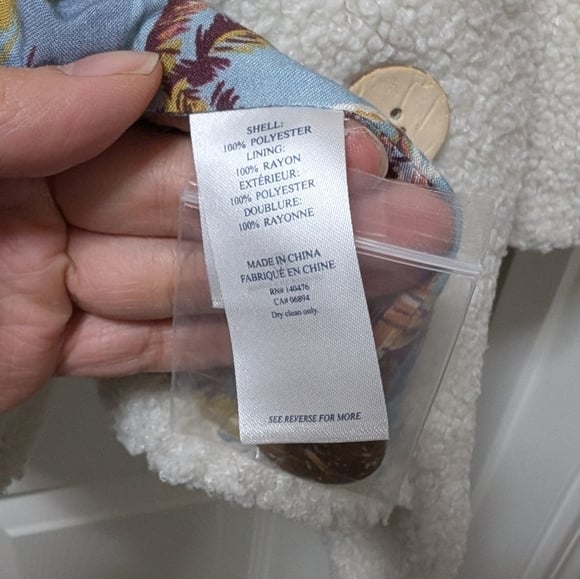 SHELL:
100% POLYESTER
LINING:
100% RAYON
EXTÉRIEUR:
100% POLYESTER
DOUBLURE:
100% RAYONNE
MADE IN CHINA
FABRIQUÉ EN CHINE
RN# 140476
CA# 06894
Dry clean only.
SEE REVERSE FOR MORE